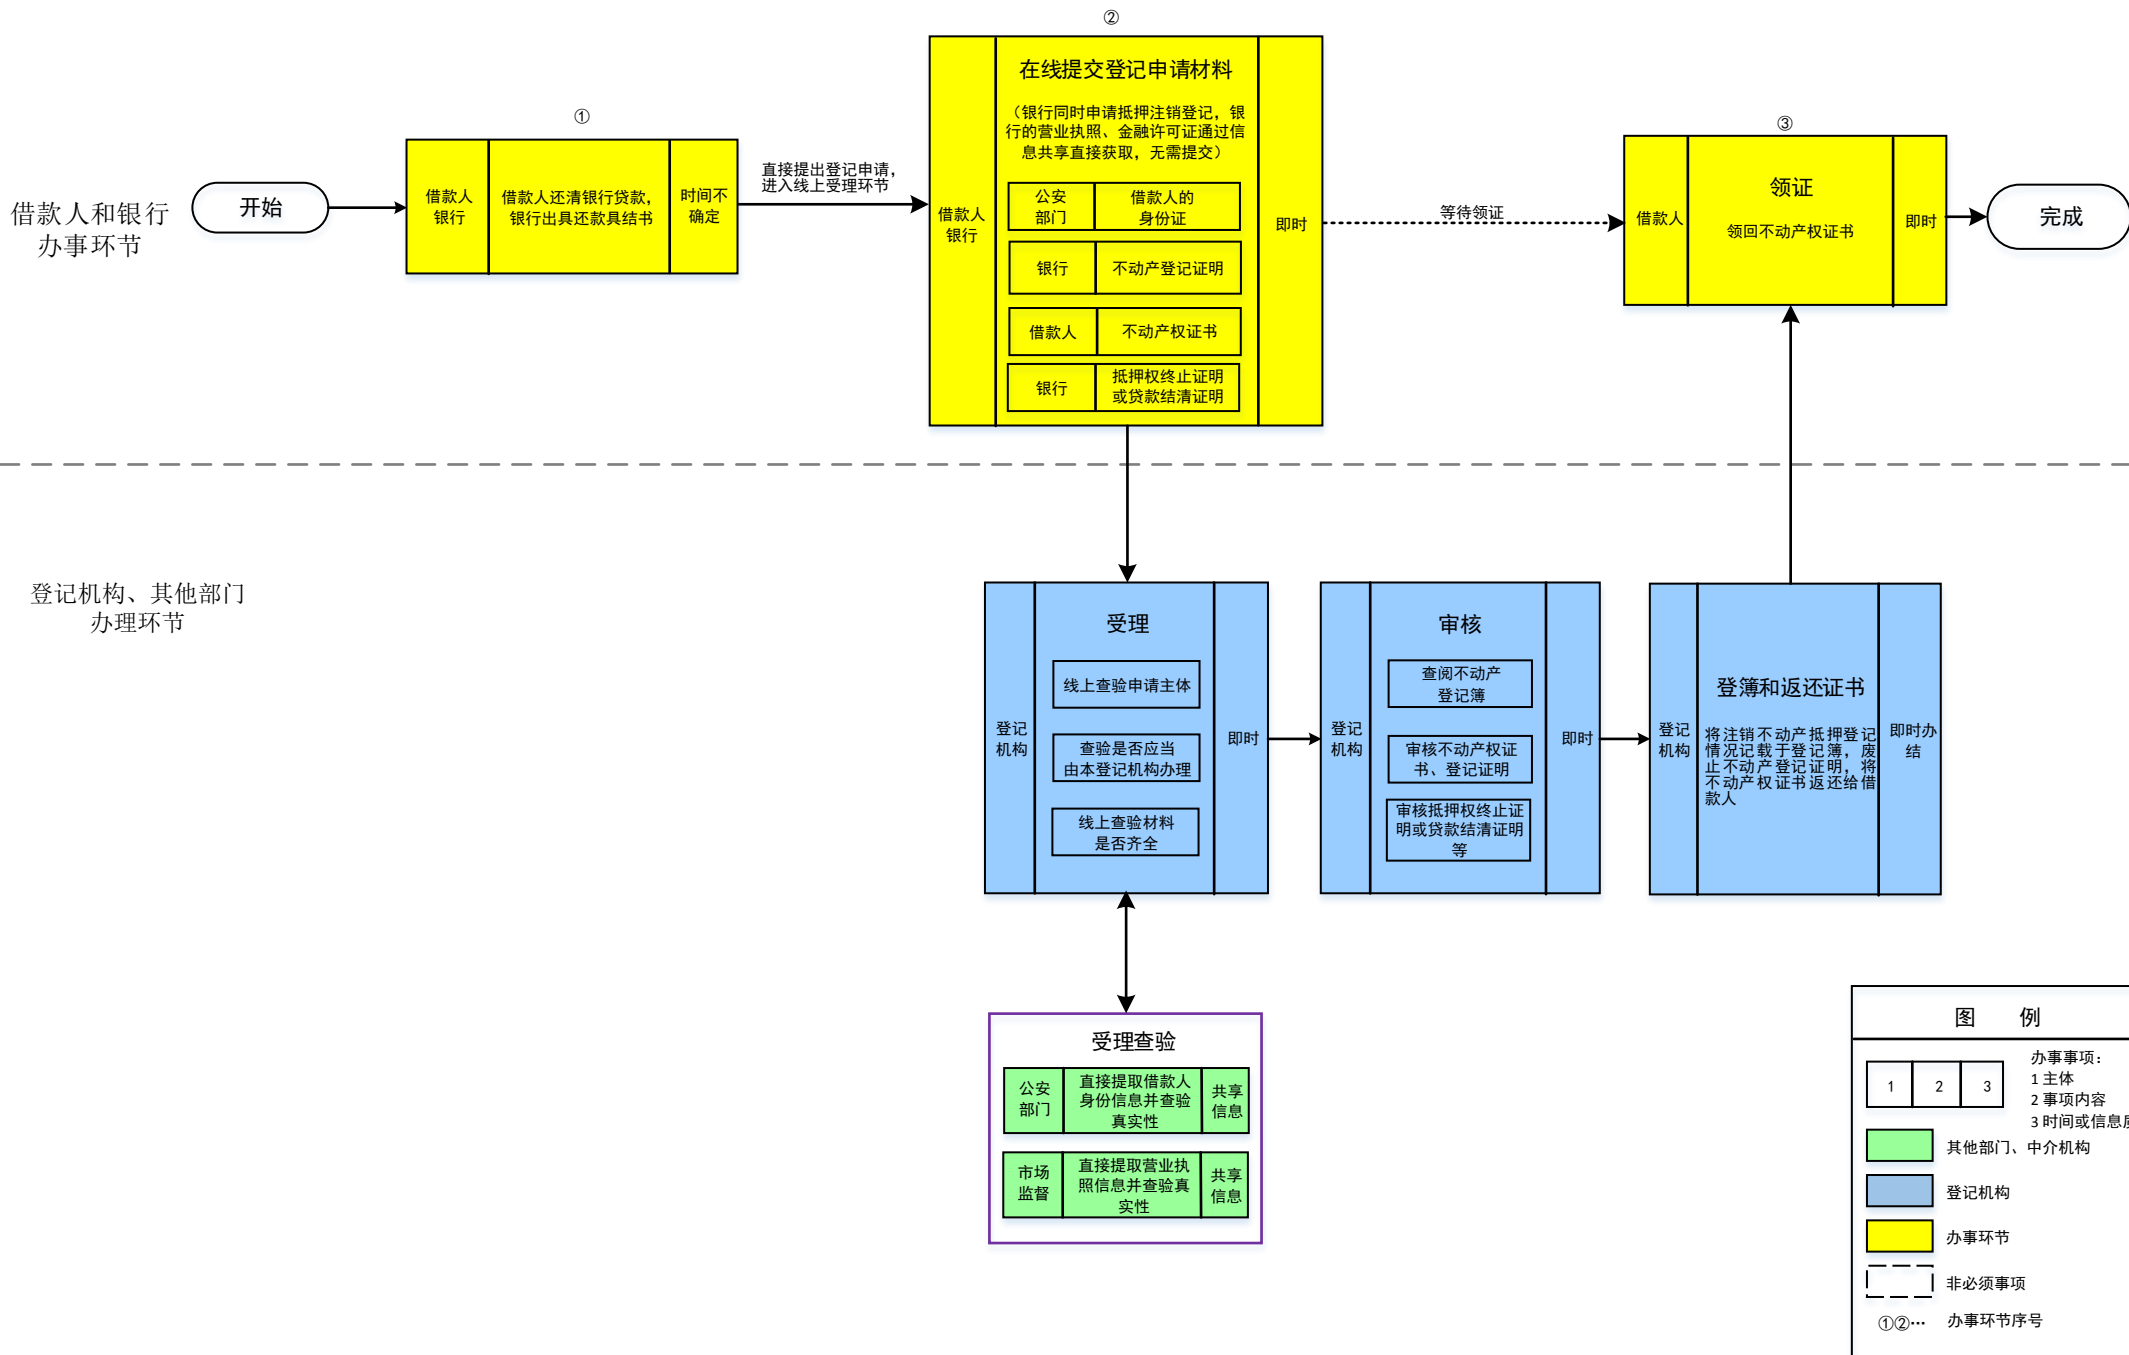 借款人和银行
办事环节
开始
①
借款人
银行
借款人还清银行贷款，
银行出具还款具结书
时间不
确定
直接提出登记申请，
进入线上受理环节
②
借款人
银行
在线提交登记申请材料
（银行同时申请抵押注销登记，银
行的营业执照、金融许可证通过信
息共享直接获取，无需提交）
公安
部门
借款人的
身份证
银行
不动产登记证明
借款人
不动产权证书
银行
抵押权终止证明
或贷款结清证明
即时
等待领证
③
借款人
领证
领回不动产权证书
即时
完成
登记机构、其他部门
办理环节
登记
机构
受理
线上查验申请主体
查验是否应当
由本登记机构办理
线上查验材料
是否齐全
即时
登记
机构
审核
查阅不动产
登记簿
审核不动产权证
书、登记证明
审核抵押权终止证
明或贷款结清证明
等
即时
登记
机构
登簿和返还证书
将注销不动产抵押登记
情况记载于登记簿，废
止不动产登记证明，将
不动产权证书返还给借
款人
即时办
结
受理查验
公安
部门
直接提取借款人
身份信息并查验
真实性
共享
信息
市场
监督
直接提取营业执
照信息并查验真
实性
共享
信息
图 例
1 2 3
办事事项：
1 主体
2 事项内容
3 时间或信息
其他部门、中介机构
登记机构
办事环节
非必须事项
①②… 办事环节序号